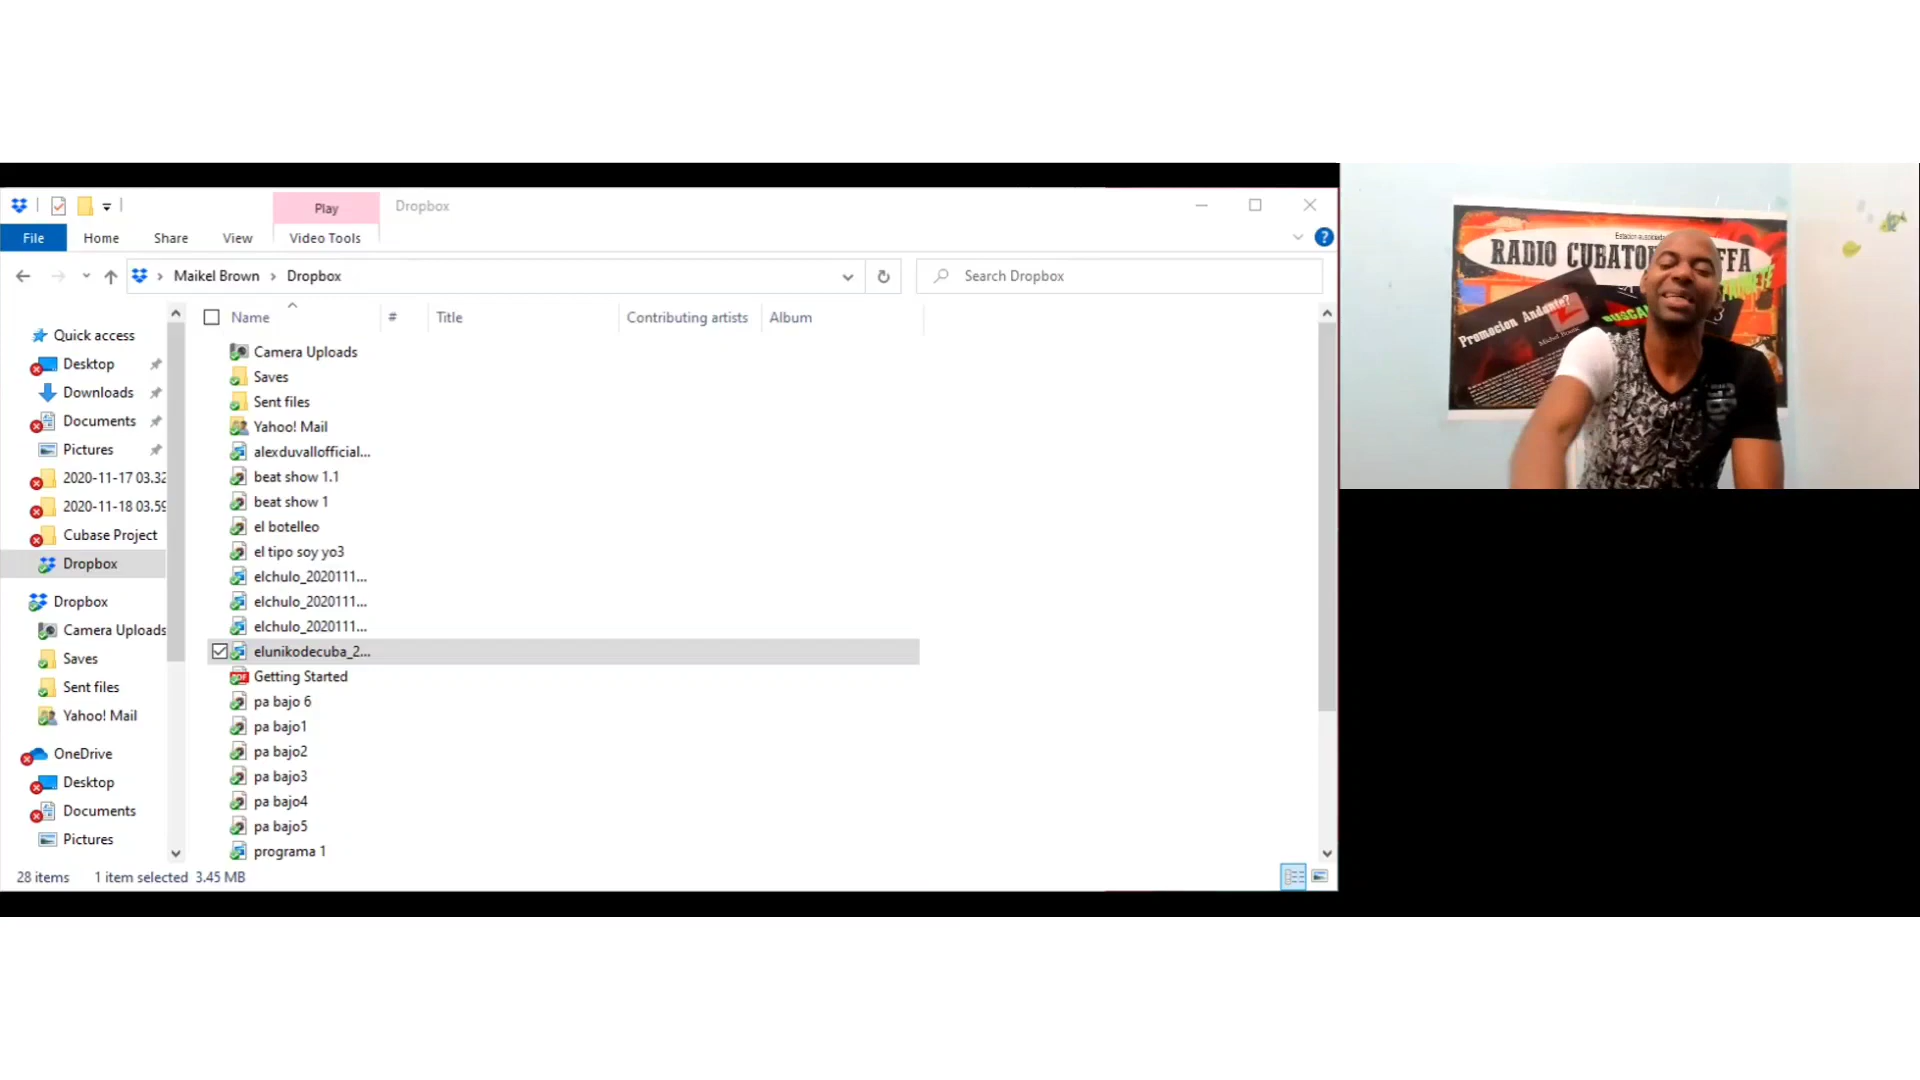 Play
Dropbox
File
Home
Share
View
Video Tools
Maikel Brown
Dropbox
Search Dropbox
Name
#
Title
Contributing artists
Album
Quick access
Desktop
Downloads
Documents
Pictures
2020-11-17 03.32
2020-11-18 03.59
Cubase Project
Dropbox
Dropbox
Camera Uploads
Saves
Sent files
Yahoo! Mail
OneDrive
Desktop
Documents
Pictures
Camera Uploads
Saves
Sent files
Yahoo! Mail
alexduvallofficial...
beat show 1.1
beat show 1
el botelleo
el tipo soy yo3
elchulo_2020111...
elchulo_2020111...
elchulo_2020111...
elunikodecuba_2...
Getting Started
pa bajo 6
pa bajo1
pa bajo2
pa bajo3
pa bajo4
pa bajo5
programa 1
28 items
1 item selected 3.45 MB
RADIO CUBATO FFA
Promocion Andante?